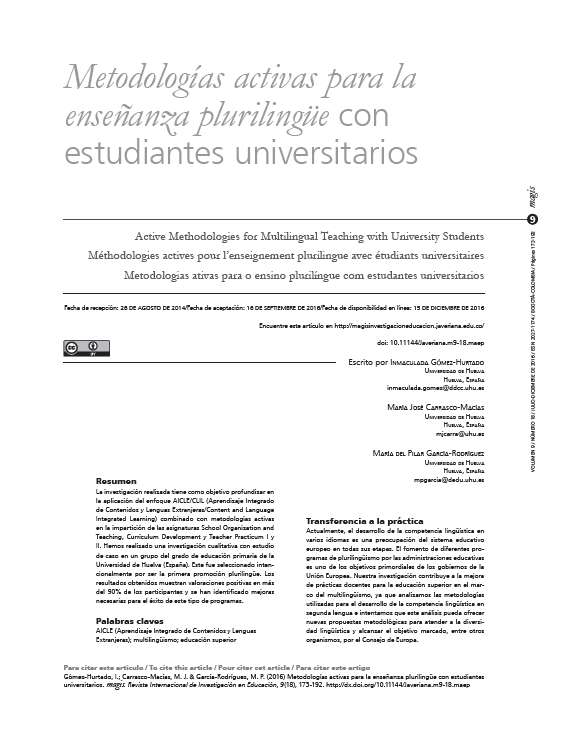 Metodologías activas para la
enseñanza plurilingüe con
estudiantes universitarios
magis
9
Active Methodologies for Multilingual Teaching with University Students
Méthodologies actives pour l'enseignement plurilingue avec étudiants universitaires
Metodologias ativas para o ensino plurilíngue com estudantes universitarios
Fecha de recepción: 26 DE AGOSTO DE 2014/Fecha de aceptación: 16 DE SEPTIEMBRE DE 2016/Fecha de disponibilidad en línea: 15 DE DICIEMBRE DE 2016
Encuentre este artículo en http://magisinvestigacioneducacion.javeriana.edu.co/
doi: 10.11144/Javeriana.m9-18.maep
cc
BY
Escrito por Inmaculada Gómez-Hurtado
Universidad de Huelva
Huelva, España
inmaculada.gomez@ddcc.uhu.es
María José Carrasco-Macías
Universidad de Huelva
Huelva, España
mjcarra@uhu.es
María del Pilar García-Rodríguez
Universidad de Huelva
Huelva, España
mpgarcia@dedu.uhu.es
VOLUMEN 9 / NÚMERO 18 / JULIO-DICIEMBRE DE 2016 / ISSN 2027-1174 / BOGOTÁ-COLOMBIA / Páginas 173-192
Resumen
La investigación realizada tiene como objetivo profundizar en
la aplicación del enfoque AICLE/CLIL (Aprendizaje Integrado
de Contenidos y Lenguas Extranjeras/Content and Language
Integrated Learning) combinado con metodologías activas
en la impartición de las asignaturas School Organization and
Teaching, Curriculum Development y Teacher Practicum I y
II. Hemos realizado una investigación cualitativa con estudio
de caso en un grupo del grado de educación primaria de la
Universidad de Huelva (España). Este fue seleccionado inten-
cionalmente por ser la primera promoción plurilingüe. Los
resultados obtenidos muestran valoraciones positivas en más
del 90% de los participantes y se han identificado mejoras
necesarias para el éxito de este tipo de programas.
Palabras claves
AICLE (Aprendizaje Integrado de Contenidos y Lenguas
Extranjeras); multilingüismo; educación superior
Transferencia a la práctica
Actualmente, el desarrollo de la competencia lingüística en
varios idiomas es una preocupación del sistema educativo
europeo en todas sus etapas. El fomento de diferentes pro-
gramas de plurilingüismo por las administraciones educativas
es uno de los objetivos primordiales de los gobiernos de la
Unión Europea. Nuestra investigación contribuye a la mejora
de prácticas docentes para la educación superior en el mar-
co del multilingüismo, ya que analizamos las metodologías
utilizadas para el desarrollo de la competencia lingüística en
segunda lengua e intentamos que este análisis pueda ofrecer
nuevas propuestas metodológicas para atender a la diversi-
dad lingüística y alcanzar el objetivo marcado, entre otros
organismos, por el Consejo de Europa.
Para citar este artículo / To cite this article / Pour citer cet article / Para citar este artigo
Gómez-Hurtado, I.; Carrasco-Macías, M. J. & García-Rodríguez, M. P. (2016) Metodologías activas para la enseñanza plurilingüe con estudiantes
universitarios. magis, Revista Internacional de Investigación en Educación, 9(18), 173-192. http://dx.doi.org/10.11144/Javeriana.m9-18.maep